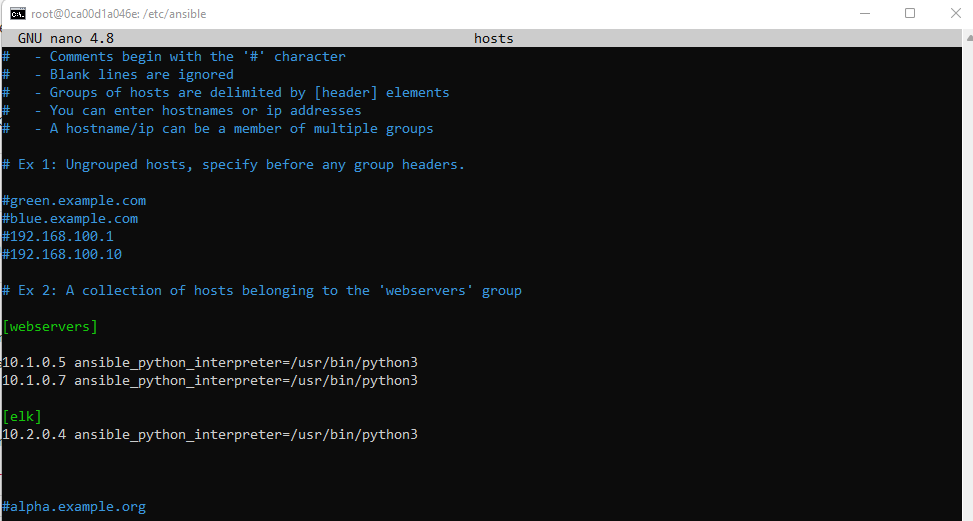 root@0ca00d1a046e: /etc/ansible
GNU nano 4.8 hosts
#   - Comments begin with the '#' character
#   - Blank lines are ignored
#   - Groups of hosts are delimited by [header] elements
#   - You can enter hostnames or ip addresses
#   - A hostname/ip can be a member of multiple groups
# Ex 1: Ungrouped hosts, specify before any group headers.
#green.example.com
#blue.example.com
#192.168.100.1
#192.168.100.10
# Ex 2: A collection of hosts belonging to the 'webservers' group
[webservers]
10.1.0.5 ansible_python_interpreter=/usr/bin/python3
10.1.0.7 ansible_python_interpreter=/usr/bin/python3
[elk]
10.2.0.4 ansible_python_interpreter=/usr/bin/python3
#alpha.example.org